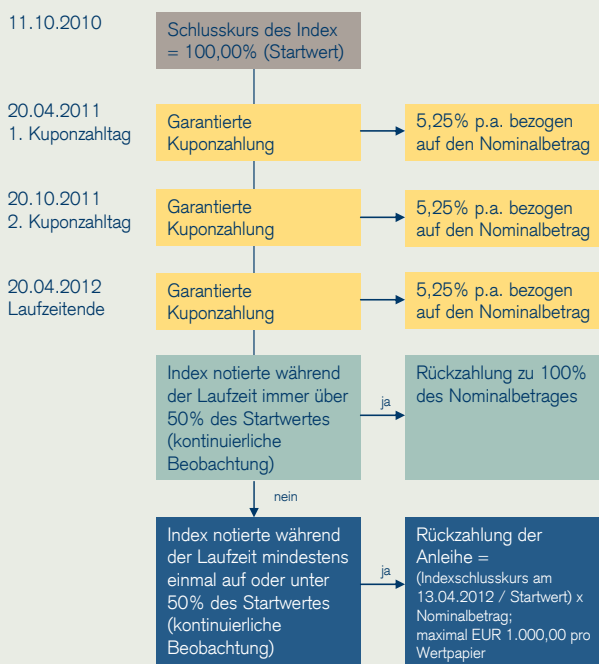 11.10.2010
Schlusskurs des Index
= 100,00% (Startwert)
20.04.2011
1. Kuponzahltag
Garantierte
Kuponzahlung
5,25% p.a. bezogen
auf den Nominalbetrag
20.10.2011
2. Kuponzahltag
Garantierte
Kuponzahlung
5,25% p.a. bezogen
auf den Nominalbetrag
20.04.2012
Laufzeitende
Garantierte
Kuponzahlung
5,25% p.a. bezogen
auf den Nominalbetrag
Index notierte während
der Laufzeit immer über
50% des Startwertes
(kontinuierliche
Beobachtung)
ja
Rückzahlung zu 100%
des Nominalbetrages
nein
Index notierte während
der Laufzeit mindestens
einmal auf oder unter
50% des Startwertes
(kontinuierliche
Beobachtung)
ja
Rückzahlung der
Anleihe =
(Indexschlusskurs am
13.04.2012 / Startwert) x
Nominalbetrag;
maximal EUR 1.000,00 pro
Wertpapier